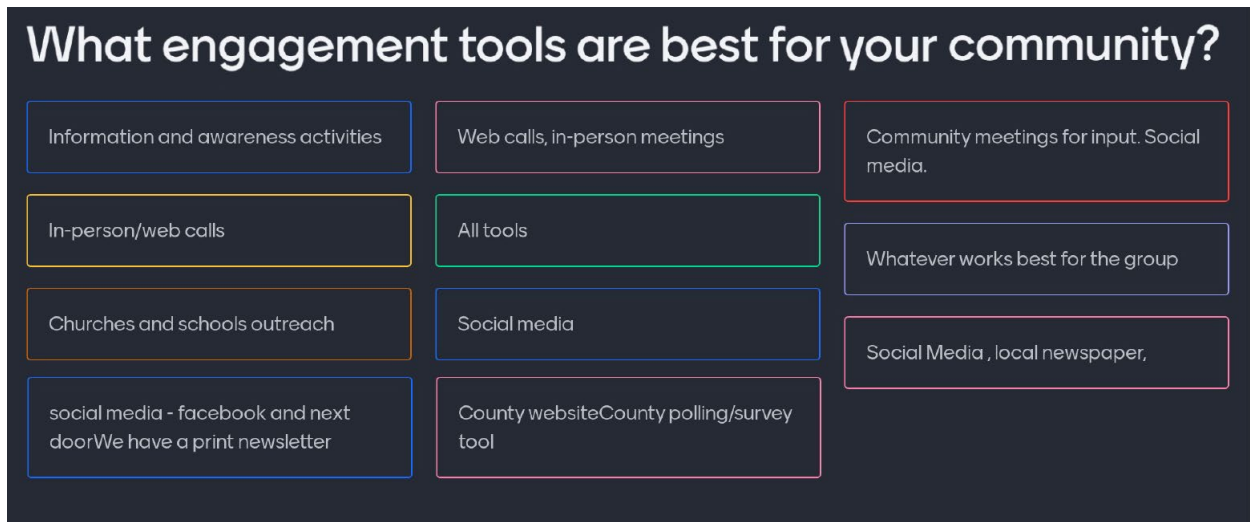 What engagement tools are best for your community?
Information and awareness activities
In-person/web calls
Churches and schools outreach
social media - facebook and next
doorWe have a print newsletter
Web calls, in-person meetings
All tools
Social media
County websiteCounty polling/survey
tool
Community meetings for input. Social
media.
Whatever works best for the group
Social Media , local newspaper,